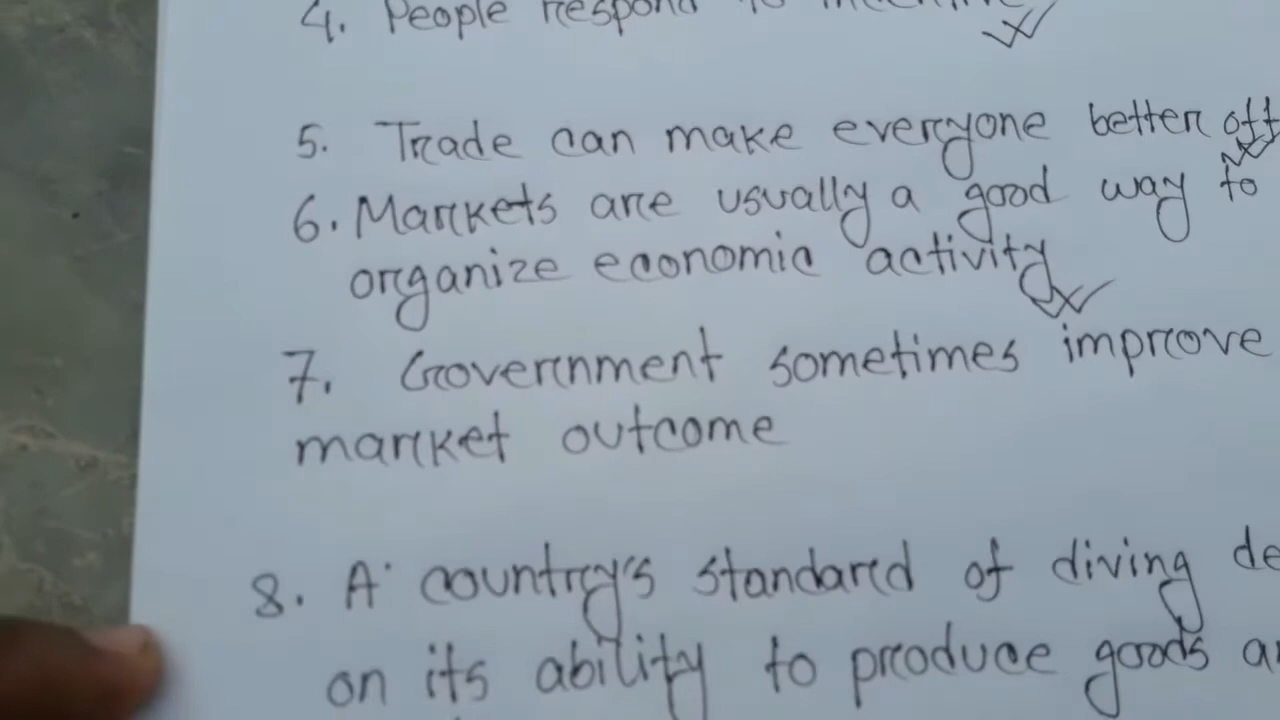 4. People respond to
5. Trade can make everyone better off
6. Markets are usually a good way to
organize economic activity
7. Government sometimes improve
market outcome
8. A country's standard of diving de
on its ability to produce goods a